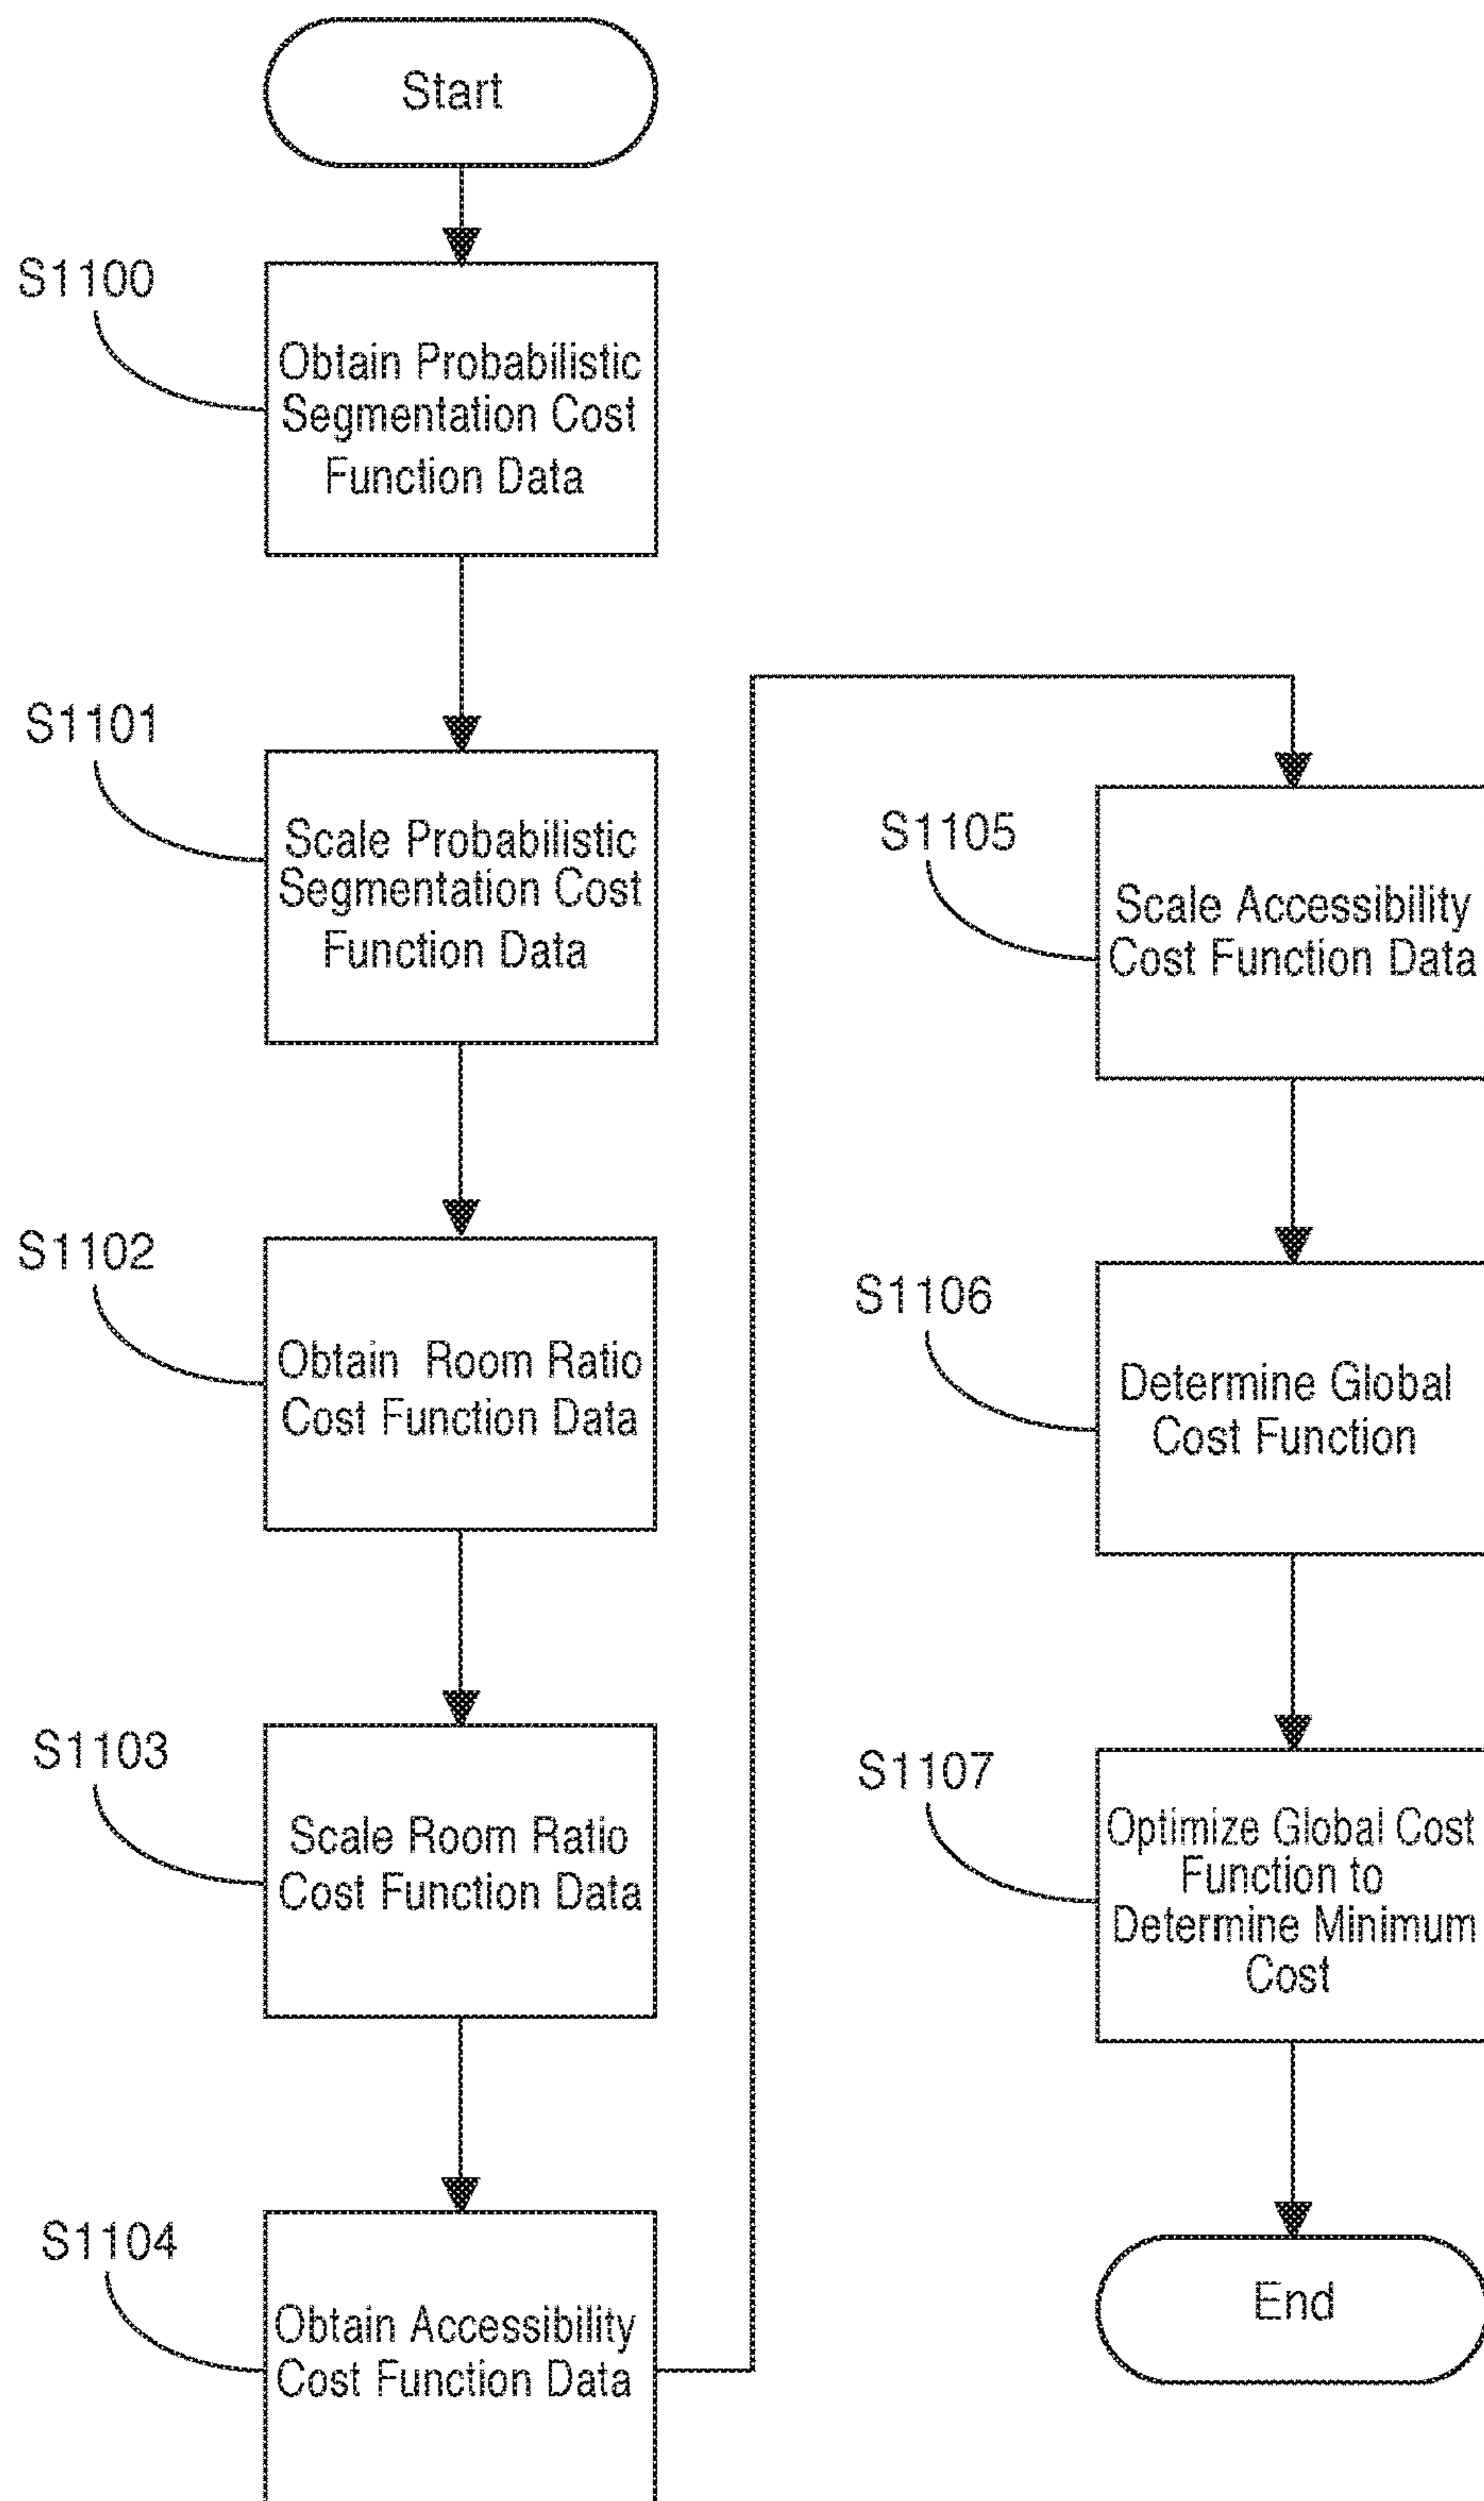 Start
S1100
Obtain Probabilistic
Segmentation Cost
Function Data
S1101
Scale Probabilistic
Segmentation Cost
Function Data
S1102
Obtain Room Ratio
Cost Function Data
S1103
Scale Room Ratio
Cost Function Data
S1104
Obtain Accessibility
Cost Function Data
S1105
Scale Accessibility
Cost Function Data
S1106
Determine Global
Cost Function
S1107
Optimize Global Cost
Function to
Determine Minimum
Cost
End